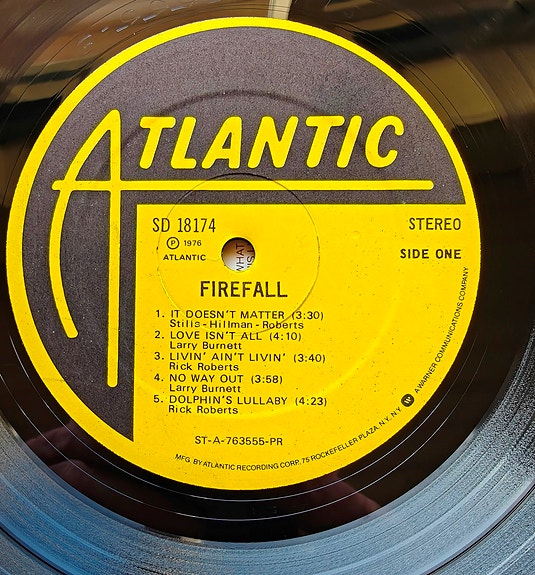 ATLANTIC
SD 18174
STEREO
Ⓟ 1976
ATLANTIC
SIDE ONE
WHAT
FIREFALL
1. IT DOESN'T MATTER (3:30)
Stills-Hillman-Roberts
2. LOVE ISN'T ALL (4:10)
Larry Burnett
3. LIVIN' AIN'T LIVIN' (3:40)
Rick Roberts
4. NO WAY OUT (3:58)
Larry Burnett
5. DOLPHIN'S LULLABY (4:23)
Rick Roberts
ST-A-763555-PR
MFG. BY ATLANTIC RECORDING CORP., 75 ROCKEFELLER PLAZA, N.Y., N.Y.
A WARNER COMMUNICATIONS COMPANY